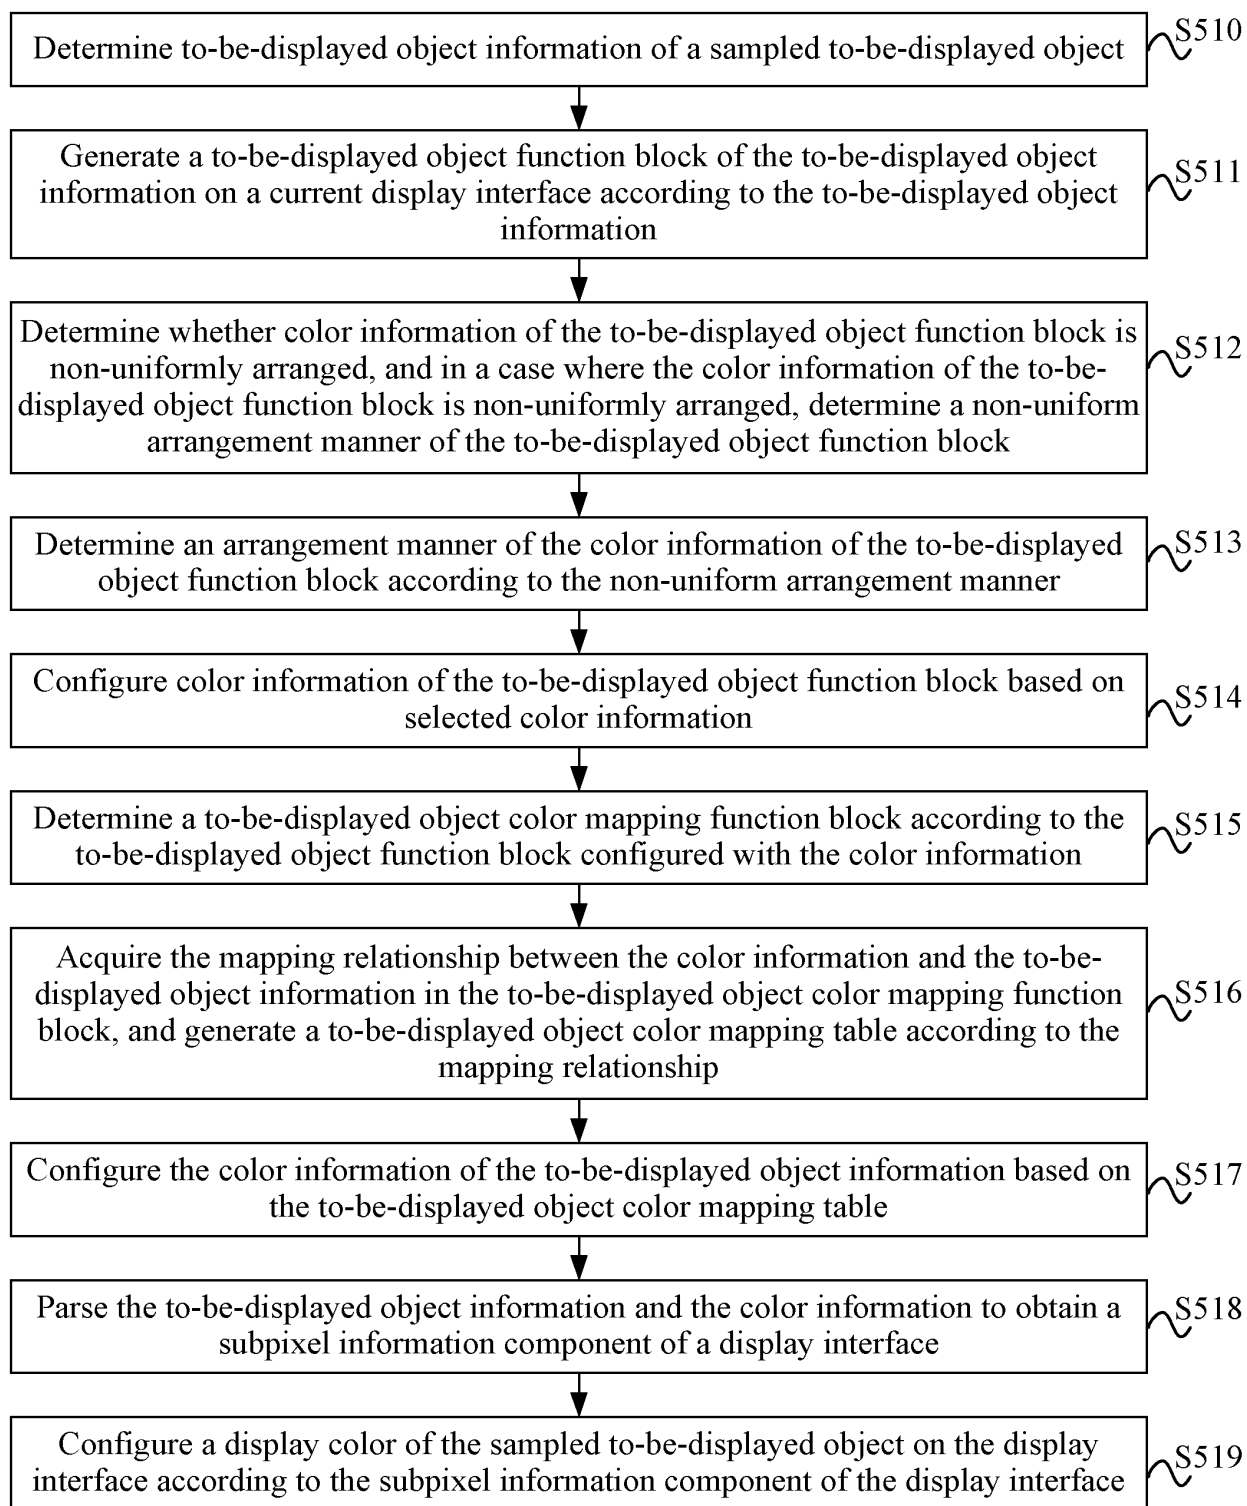 Determine to-be-displayed object information of a sampled to-be-displayed object
S510
Generate a to-be-displayed object function block of the to-be-displayed object
information on a current display interface according to the to-be-displayed object
information
S511
Determine whether color information of the to-be-displayed object function block is
non-uniformly arranged, and in a case where the color information of the to-be-
displayed object function block is non-uniformly arranged, determine a non-uniform
arrangement manner of the to-be-displayed object function block
S512
Determine an arrangement manner of the color information of the to-be-displayed
object function block according to the non-uniform arrangement manner
S513
Configure color information of the to-be-displayed object function block based on
selected color information
S514
Determine a to-be-displayed object color mapping function block according to the
to-be-displayed object function block configured with the color information
S515
Acquire the mapping relationship between the color information and the to-be-
displayed object information in the to-be-displayed object color mapping function
block, and generate a to-be-displayed object color mapping table according to the
mapping relationship
S516
Configure the color information of the to-be-displayed object information based on
the to-be-displayed object color mapping table
S517
Parse the to-be-displayed object information and the color information to obtain a
subpixel information component of a display interface
S518
Configure a display color of the sampled to-be-displayed object on the display
interface according to the subpixel information component of the display interface
S519